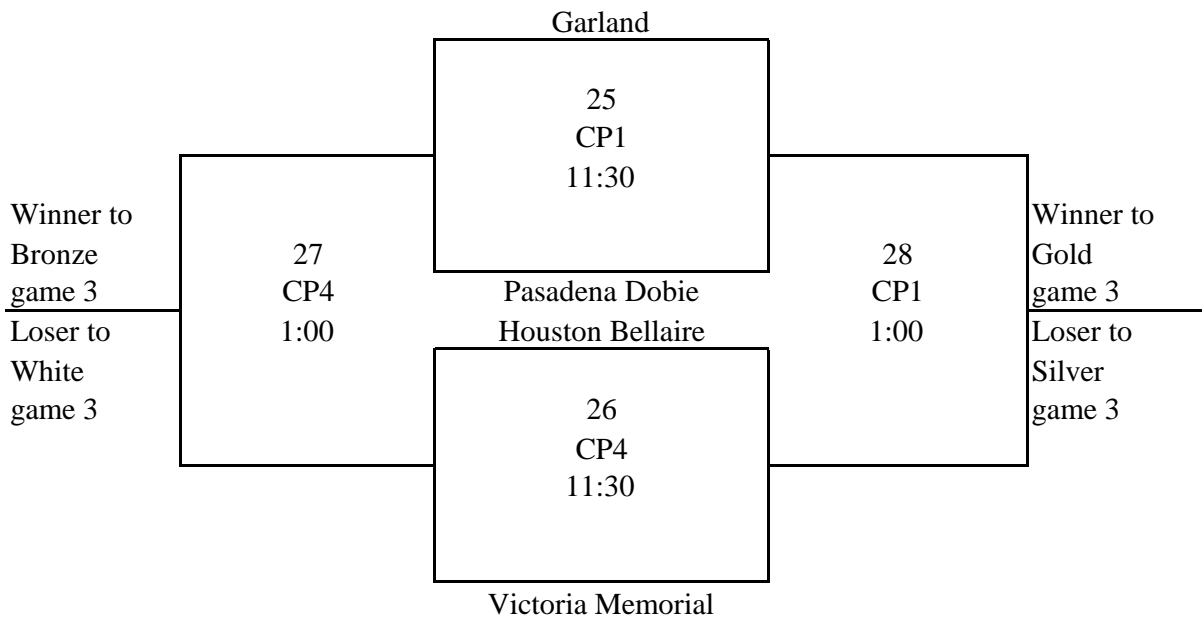 Garland
25
CP1
11:30
Pasadena Dobie
Winner to
Bronze
game 3
Loser to
White
game 3
27
CP4
1:00
28
CP1
1:00
Winner to
Gold
game 3
Loser to
Silver
game 3
Houston Bellaire
26
CP4
11:30
Victoria Memorial